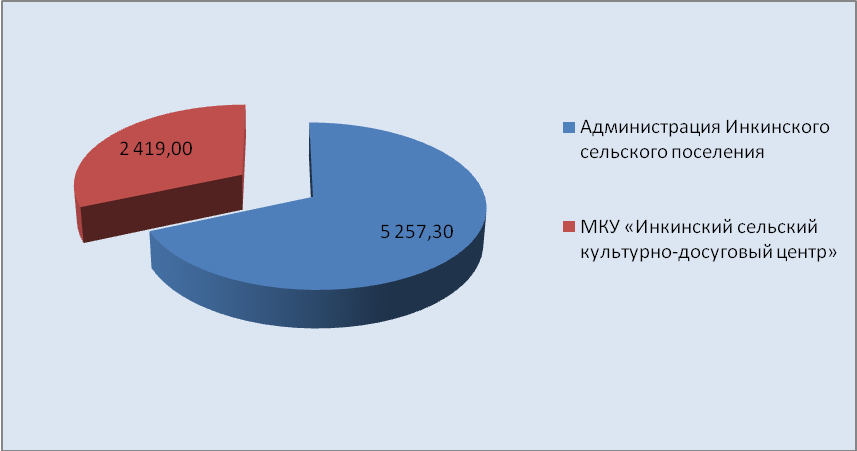 2 419,00
5 257,30
Администрация Инкинского
сельского поселения
МКУ «Инкинский сельский
культурно-досуговый центр»